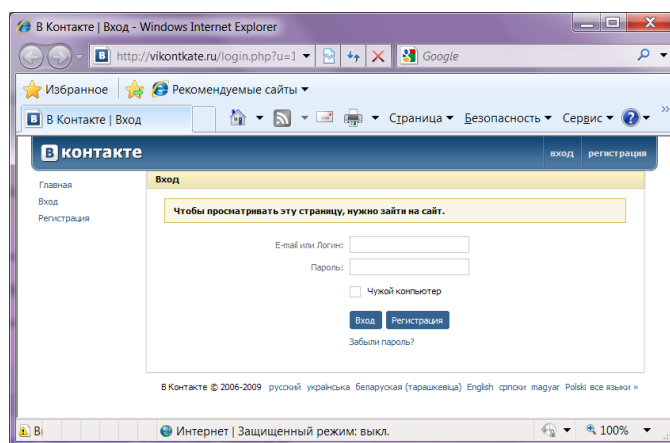 В Контакте | Вход - Windows Internet Explorer
http://vikontkate.ru/login.php?u=1
Google
Избранное
Рекомендуемые сайты
В Контакте | Вход
Страница
Безопасность
Сервис
В контакте
вход
регистрация
Главная
Вход
Регистрация
Вход
Чтобы просматривать эту страницу, нужно зайти на сайт.
E-mail или Логин:
Пароль:
Чужой компьютер
Вход
Регистрация
Забыли пароль?
В Контакте © 2006-2009 русский українська беларуская (тарашкевіца) English српски magyar Polski все языки »
Интернет | Защищенный режим: выкл.
100%